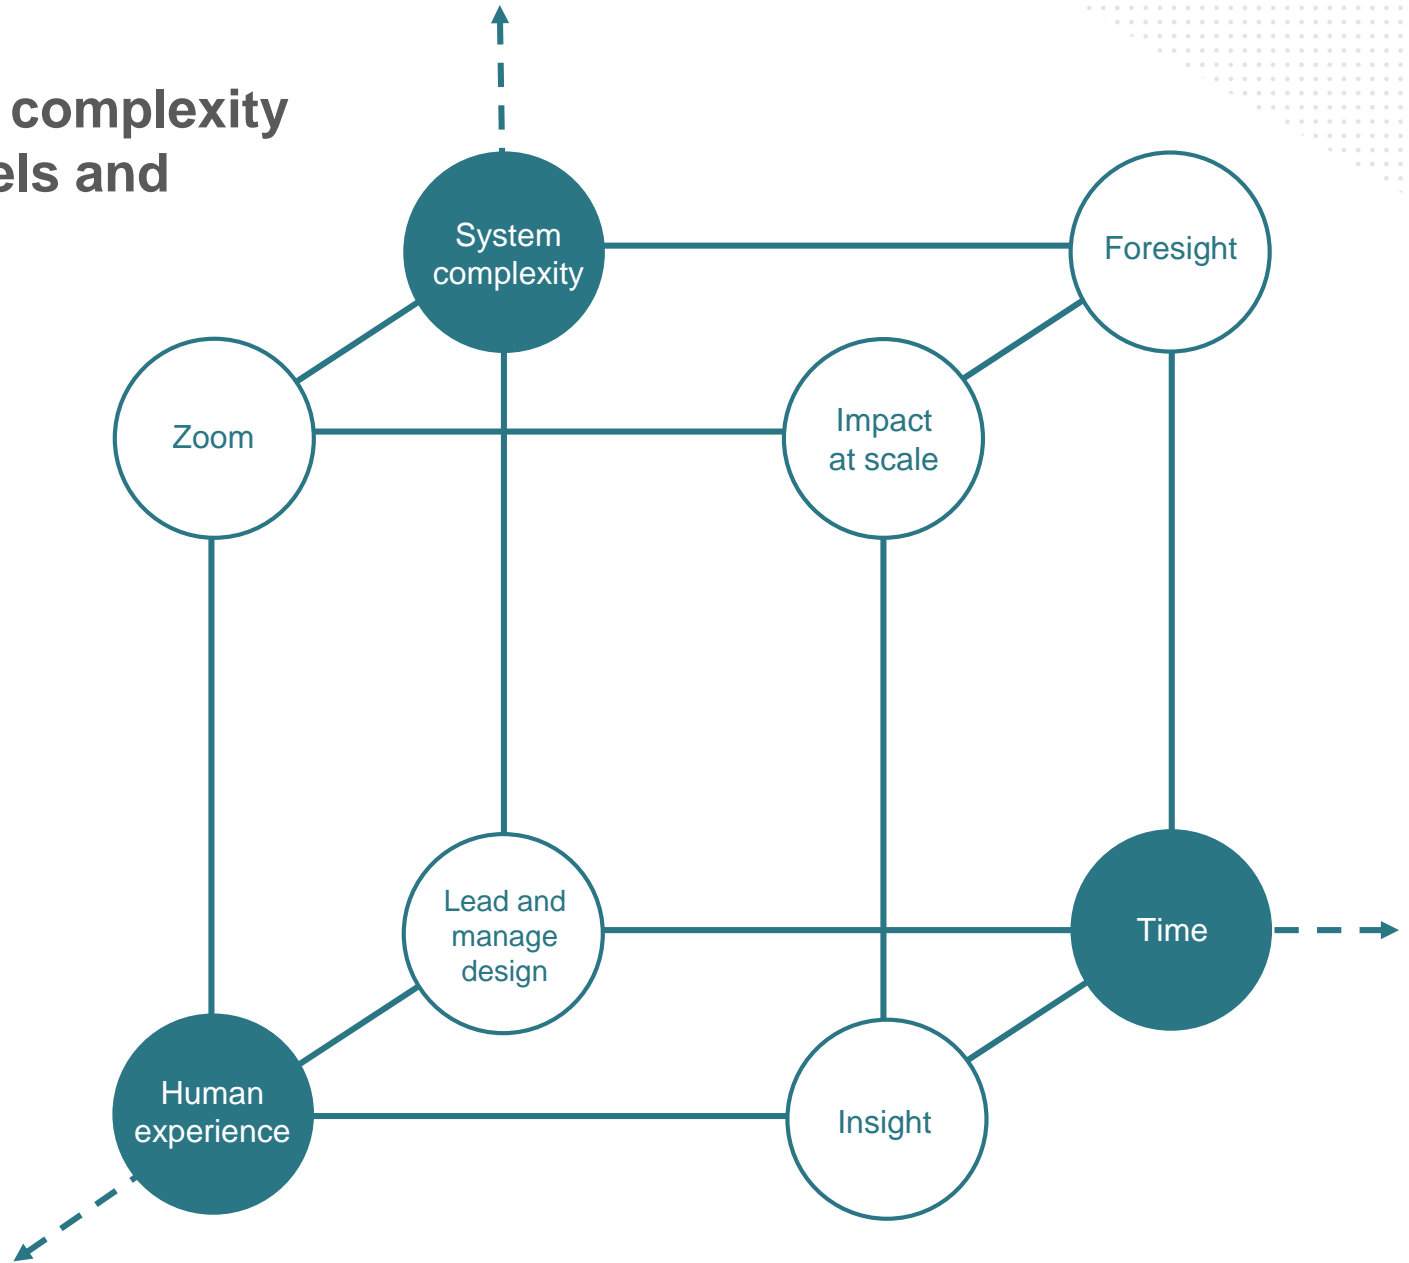 complexity
els and
System
complexity
Foresight
Zoom
Impact
at scale
Lead and
manage
design
Time
Human
experience
Insight